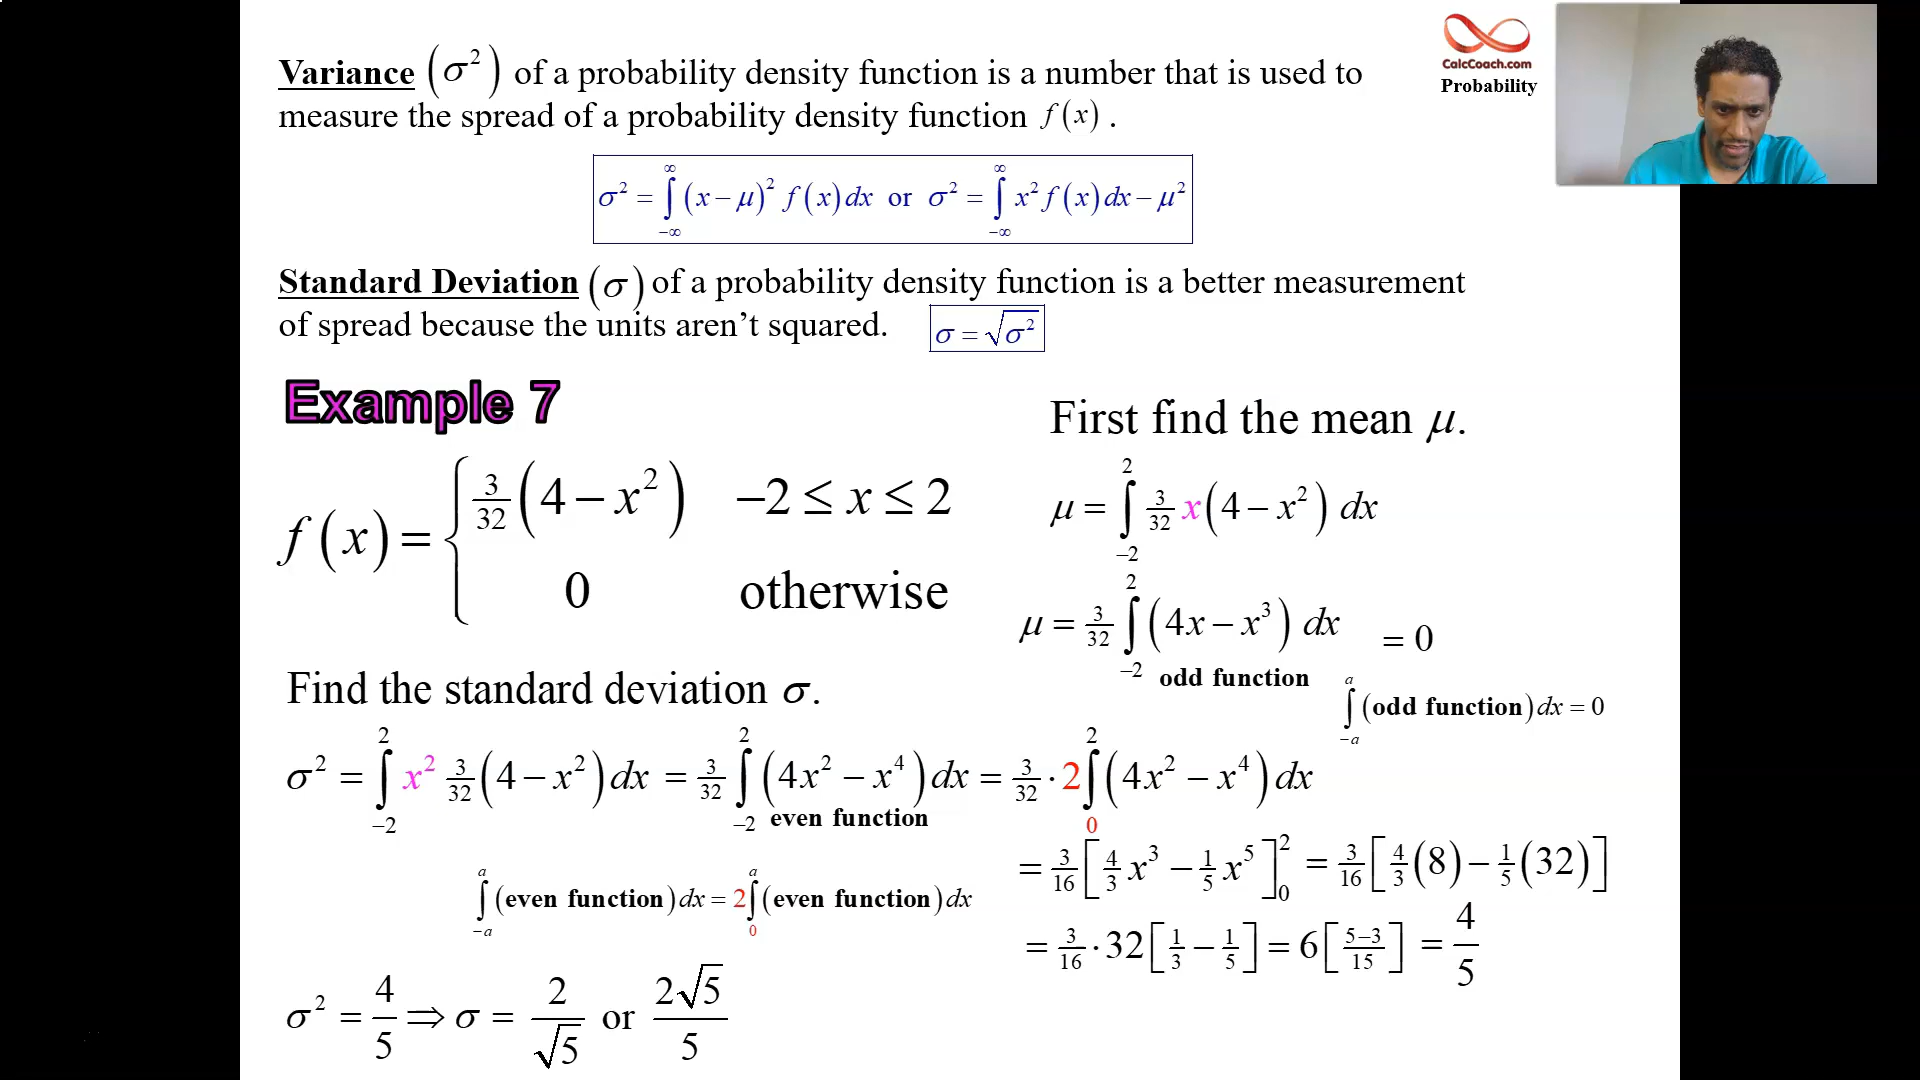 Variance (σ²) of a probability density function is a number that is used to
measure the spread of a probability density function f(x).
CalcCoach.com
Probability
σ² = ∫_{-∞}^{∞} (x − μ)² f(x) dx or σ² = ∫_{-∞}^{∞} x² f(x) dx − μ²
Standard Deviation (σ) of a probability density function is a better measurement
of spread because the units aren’t squared. σ = √σ²
Example 7
f(x) = { 3/32 (4 − x²) −2 ≤ x ≤ 2
0 otherwise
First find the mean μ.
μ = ∫_{-2}^{2} 3/32 x (4 − x²) dx
μ = 3/32 ∫_{-2}^{2} (4x − x³) dx = 0
odd function
∫_{-a}^{a} (odd function) dx = 0
Find the standard deviation σ.
σ² = ∫_{-2}^{2} x² 3/32 (4 − x²) dx = 3/32 ∫_{-2}^{2} (4x² − x⁴) dx = 3/32 · 2 ∫_{0}^{2} (4x² − x⁴) dx
even function
∫_{-a}^{a} (even function) dx = 2 ∫_{0}^{a} (even function) dx
= 3/16 [4/3 x³ − 1/5 x⁵]_{0}^{2} = 3/16 [4/3 (8) − 1/5 (32)]
= 3/16 · 32 [1/3 − 1/5] = 6 [5−3/15] = 4/5
σ² = 4/5 ⇒ σ = 2/√5 or 2√5/5